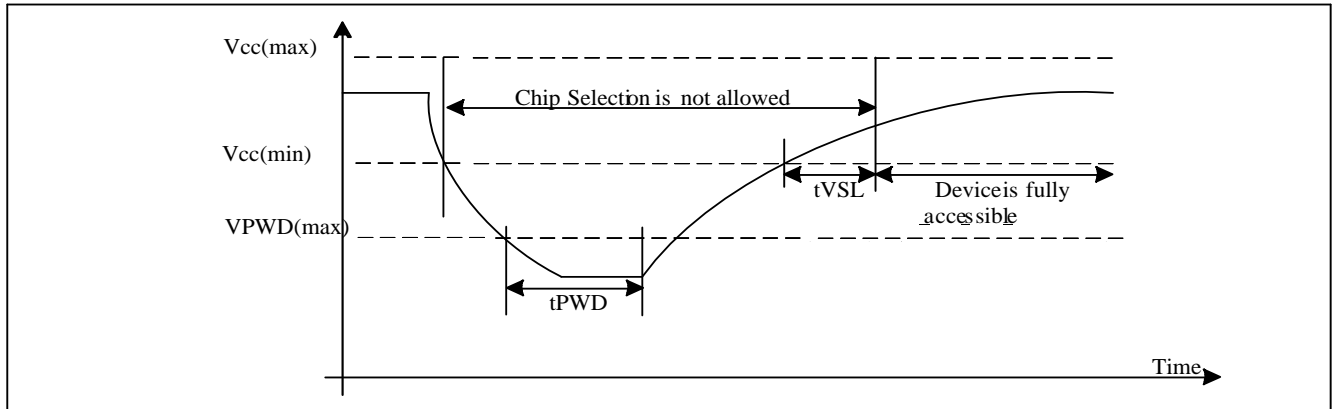 Vcc(max)
Chip Selection is not allowed
Vcc(min)
tVSL
Device is fully
accessible
VPWD(max)
tPWD
Time